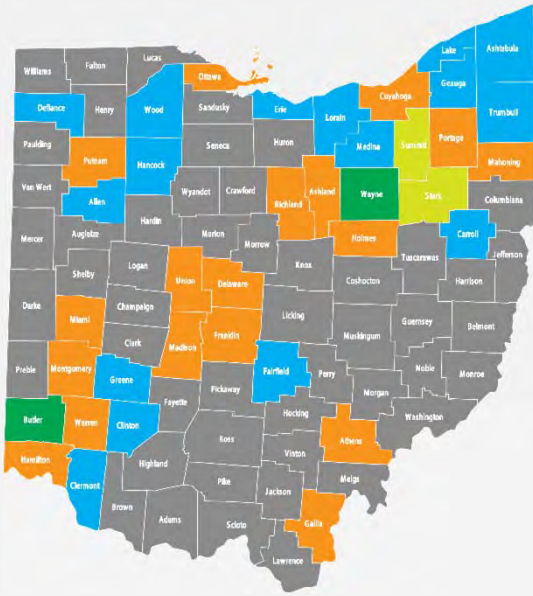 Lake
Ashtabula
Lucas
Williams
Fulton
Ottawa
Cuyahoga
Geauga
Defiance
Henry
Wood
Sandusky
Erie
Lorain
Trumbull
Paulding
Seneca
Huron
Medina
Summit
Portage
Putnam
Hancock
Mahoning
Van Wert
Allen
Wyandot
Crawford
Richland
Ashland
Wayne
Stark
Columbiana
Hardin
Mercer
Auglaize
Marion
Morrow
Holmes
Carroll
Tuscarawas
Jefferson
Shelby
Logan
Union
Delaware
Knox
Coshocton
Harrison
Darke
Miami
Champaign
Licking
Guernsey
Belmont
Clark
Madison
Franklin
Muskingum
Preble
Montgomery
Greene
Fairfield
Perry
Noble
Monroe
Fayette
Pickaway
Morgan
Butler
Warren
Clinton
Hocking
Washington
Ross
Athens
Hamilton
Highland
Vinton
Clermont
Pike
Jackson
Meigs
Brown
Adams
Scioto
Gallia
Lawrence